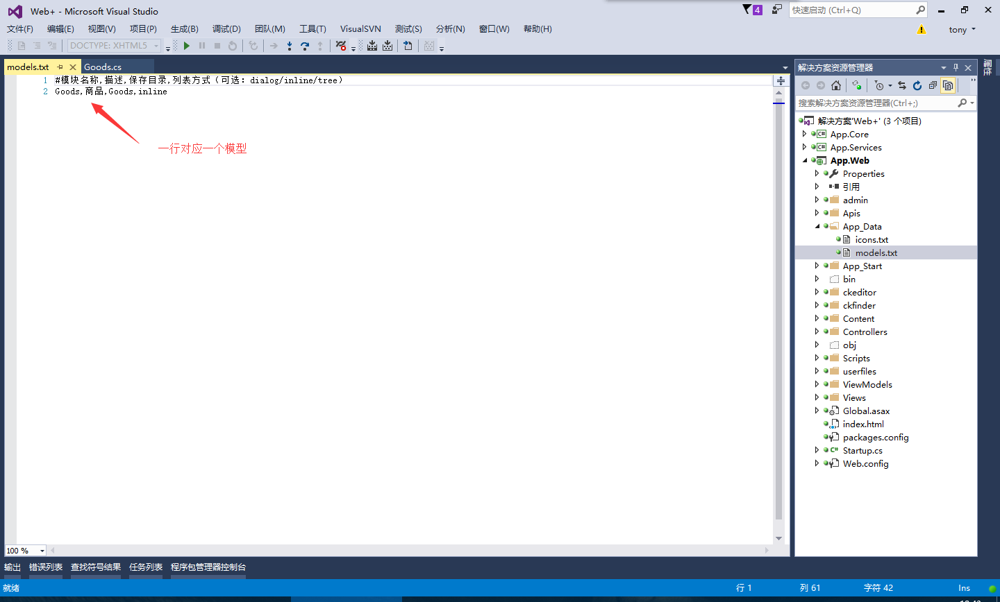 Web+ - Microsoft Visual Studio
4
快速启动 (Ctrl+Q)
文件(F) 编辑(E) 视图(V) 项目(P) 生成(B) 调试(D) 团队(M) 工具(T) VisualSVN 测试(S) 分析(N) 窗口(W) 帮助(H)
tony
DOCTYPE: XHTML5
models.txt Goods.cs
1 #模块名称,描述,保存目录,列表方式（可选：dialog/inline/tree）
2 Goods,商品,Goods,inline
一行对应一个模型
100 %
解决方案资源管理器
搜索解决方案资源管理器(Ctrl+;)
解决方案'Web+' (3 个项目)
App.Core
App.Services
App.Web
Properties
引用
admin
Apis
App_Data
icons.txt
models.txt
App_Start
bin
ckeditor
ckfinder
Content
Controllers
obj
Scripts
userfiles
ViewModels
Views
Global.asax
index.html
packages.config
C# Startup.cs
Web.config
属性
输出 错误列表 查找符号结果 任务列表 程序包管理器控制台
就绪 行 1 列 61 字符 42 Ins